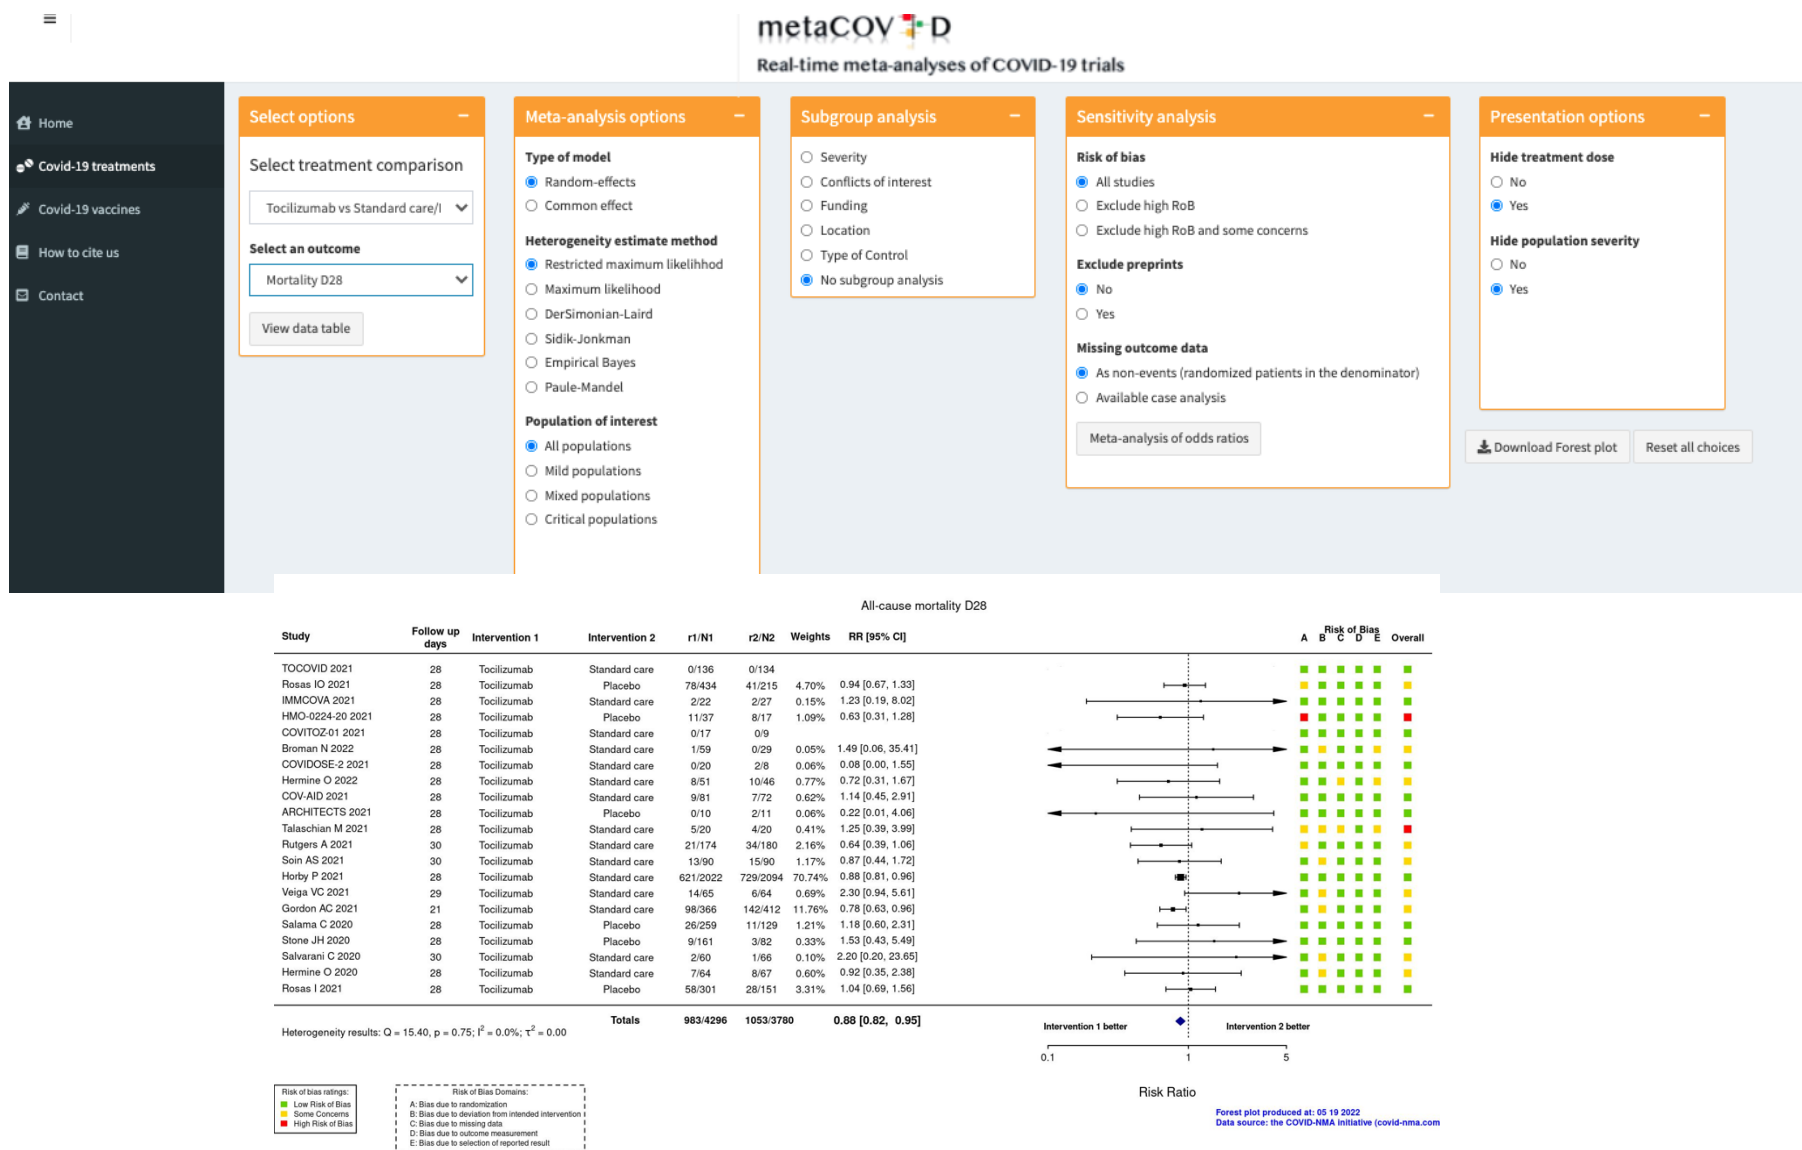 metaCOV D
Real-time meta-analyses of COVID-19 trials
Home
Covid-19 treatments
Covid-19 vaccines
How to cite us
Contact
Select options
Select treatment comparison
Tocilizumab vs Standard care/I
Select an outcome
Mortality D28
View data table
Meta-analysis options
Type of model
Random-effects
Common effect
Heterogeneity estimate method
Restricted maximum likelihhod
Maximum likelihood
DerSimonian-Laird
Sidik-Jonkman
Empirical Bayes
Paule-Mandel
Population of interest
All populations
Mild populations
Mixed populations
Critical populations
Subgroup analysis
Severity
Conflicts of interest
Funding
Location
Type of Control
No subgroup analysis
Sensitivity analysis
Risk of bias
All studies
Exclude high RoB
Exclude high RoB and some concerns
Exclude preprints
No
Yes
Missing outcome data
As non-events (randomized patients in the denominator)
Available case analysis
Meta-analysis of odds ratios
Presentation options
Hide treatment dose
No
Yes
Hide population severity
No
Yes
Download Forest plot
Reset all choices
All-cause mortality D28
Study Follow up days Intervention 1 Intervention 2 r1/N1 r2/N2 Weights RR [95% CI] Risk of Bias A B C D E Overall
TOCOVID 2021 28 Tocilizumab Standard care 0/136 0/134
Rosas IO 2021 28 Tocilizumab Placebo 78/434 41/215 4.70% 0.94 [0.67, 1.33]
IMMCOVA 2021 28 Tocilizumab Standard care 2/22 2/27 0.15% 1.23 [0.19, 8.02]
HMO-0224-20 2021 28 Tocilizumab Placebo 11/37 8/17 1.09% 0.63 [0.31, 1.28]
COVITOZ-01 2021 28 Tocilizumab Standard care 0/17 0/9
Broman N 2022 28 Tocilizumab Standard care 1/59 0/29 0.05% 1.49 [0.06, 35.41]
COVIDOSE-2 2021 28 Tocilizumab Standard care 0/20 2/8 0.06% 0.08 [0.00, 1.55]
Hermine O 2022 28 Tocilizumab Standard care 8/51 10/46 0.77% 0.72 [0.31, 1.67]
COV-AID 2021 28 Tocilizumab Standard care 9/81 7/72 0.62% 1.14 [0.45, 2.91]
ARCHITECTS 2021 28 Tocilizumab Placebo 0/10 2/11 0.06% 0.22 [0.01, 4.06]
Talaschian M 2021 28 Tocilizumab Standard care 5/20 4/20 0.41% 1.25 [0.39, 3.99]
Rutgers A 2021 30 Tocilizumab Standard care 21/174 34/180 2.16% 0.64 [0.39, 1.06]
Soin AS 2021 30 Tocilizumab Standard care 13/90 15/90 1.17% 0.87 [0.44, 1.72]
Horby P 2021 28 Tocilizumab Standard care 621/2022 729/2094 70.74% 0.88 [0.81, 0.96]
Veiga VC 2021 29 Tocilizumab Standard care 14/65 6/64 0.69% 2.30 [0.94, 5.61]
Gordon AC 2021 21 Tocilizumab Standard care 98/366 142/412 11.76% 0.78 [0.63, 0.96]
Salama C 2020 28 Tocilizumab Placebo 26/259 11/129 1.21% 1.18 [0.60, 2.31]
Stone JH 2020 28 Tocilizumab Placebo 9/161 3/82 0.33% 1.53 [0.43, 5.49]
Salvarani C 2020 30 Tocilizumab Standard care 2/60 1/66 0.10% 2.20 [0.20, 23.65]
Hermine O 2020 28 Tocilizumab Standard care 7/64 8/67 0.60% 0.92 [0.35, 2.38]
Rosas I 2021 28 Tocilizumab Placebo 58/301 28/151 3.31% 1.04 [0.69, 1.56]
Totals 983/4296 1053/3780 0.88 [0.82, 0.95]
Heterogeneity results: Q = 15.40, p = 0.75; I² = 0.0%; τ² = 0.00
Intervention 1 better Intervention 2 better
0.1 1 5
Risk Ratio
Risk of bias ratings:
Low Risk of Bias
Some Concerns
High Risk of Bias
Risk of Bias Domains:
A: Bias due to randomization
B: Bias due to deviation from intended intervention
C: Bias due to missing data
D: Bias due to outcome measurement
E: Bias due to selection of reported result
Forest plot produced at: 05 19 2022
Data source: the COVID-NMA initiative (covid-nma.com